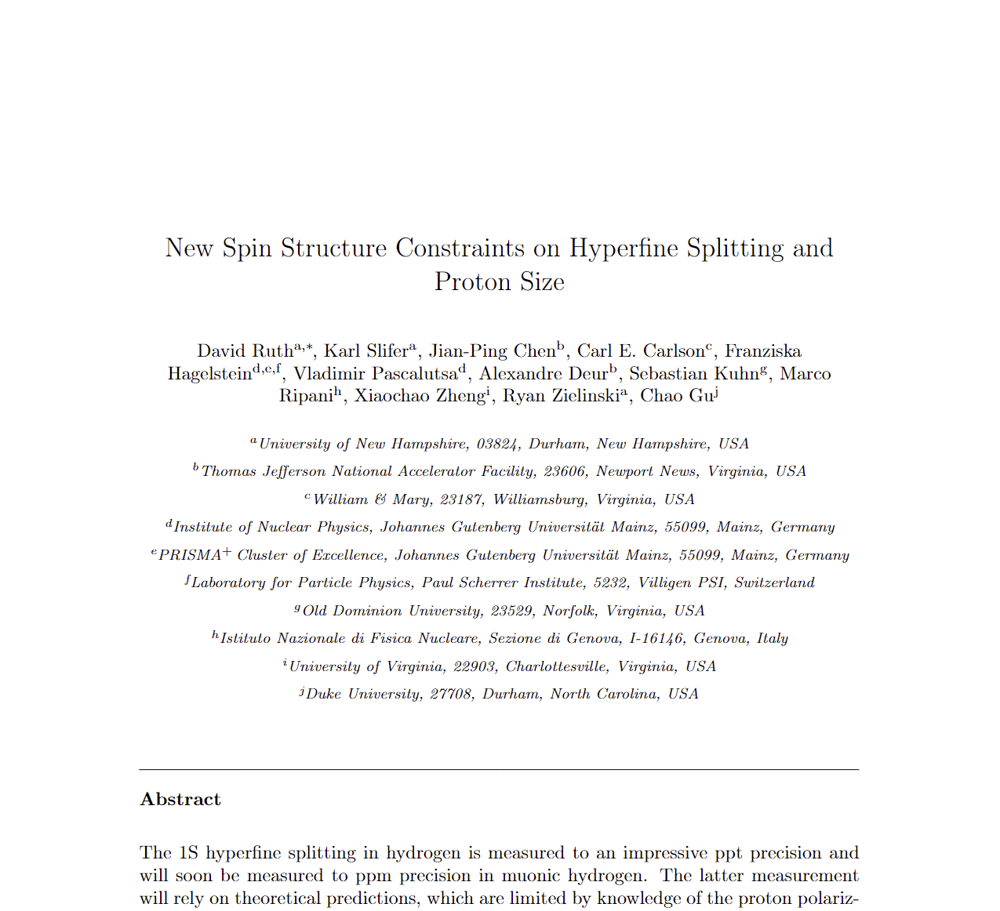 New Spin Structure Constraints on Hyperfine Splitting and
Proton Size
David Ruth^a,*, Karl Slifer^a, Jian-Ping Chen^b, Carl E. Carlson^c, Franziska
Hagelstein^d,e,f, Vladimir Pascalutsa^d, Alexandre Deur^b, Sebastian Kuhn^g, Marco
Ripani^h, Xiaochao Zheng^i, Ryan Zielinski^a, Chao Gu^j
^a University of New Hampshire, 03824, Durham, New Hampshire, USA
^b Thomas Jefferson National Accelerator Facility, 23606, Newport News, Virginia, USA
^c William & Mary, 23187, Williamsburg, Virginia, USA
^d Institute of Nuclear Physics, Johannes Gutenberg Universität Mainz, 55099, Mainz, Germany
^e PRISMA^+ Cluster of Excellence, Johannes Gutenberg Universität Mainz, 55099, Mainz, Germany
^f Laboratory for Particle Physics, Paul Scherrer Institute, 5232, Villigen PSI, Switzerland
^g Old Dominion University, 23529, Norfolk, Virginia, USA
^h Istituto Nazionale di Fisica Nucleare, Sezione di Genova, I-16146, Genova, Italy
^i University of Virginia, 22903, Charlottesville, Virginia, USA
^j Duke University, 27708, Durham, North Carolina, USA
Abstract
The 1S hyperfine splitting in hydrogen is measured to an impressive ppt precision and
will soon be measured to ppm precision in muonic hydrogen. The latter measurement
will rely on theoretical predictions, which are limited by knowledge of the proton polariz-